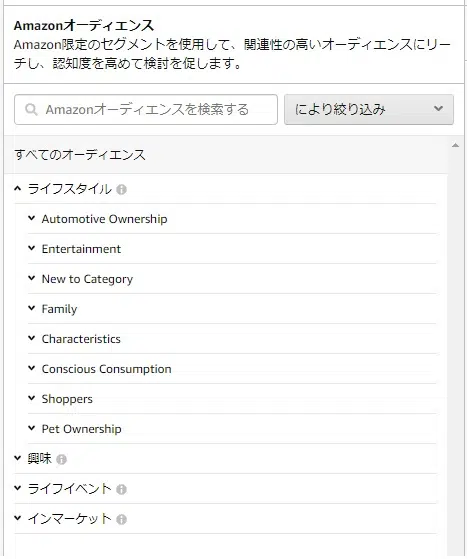 Amazonオーディエンス
Amazon限定のセグメントを使用して、関連性の高いオーディエンスにリー
チし、認知度を高めて検討を促します。
Amazonオーディエンスを検索する
により絞り込み
すべてのオーディエンス
ライフスタイル
Automotive Ownership
Entertainment
New to Category
Family
Characteristics
Conscious Consumption
Shoppers
Pet Ownership
興味
ライフイベント
インマーケット